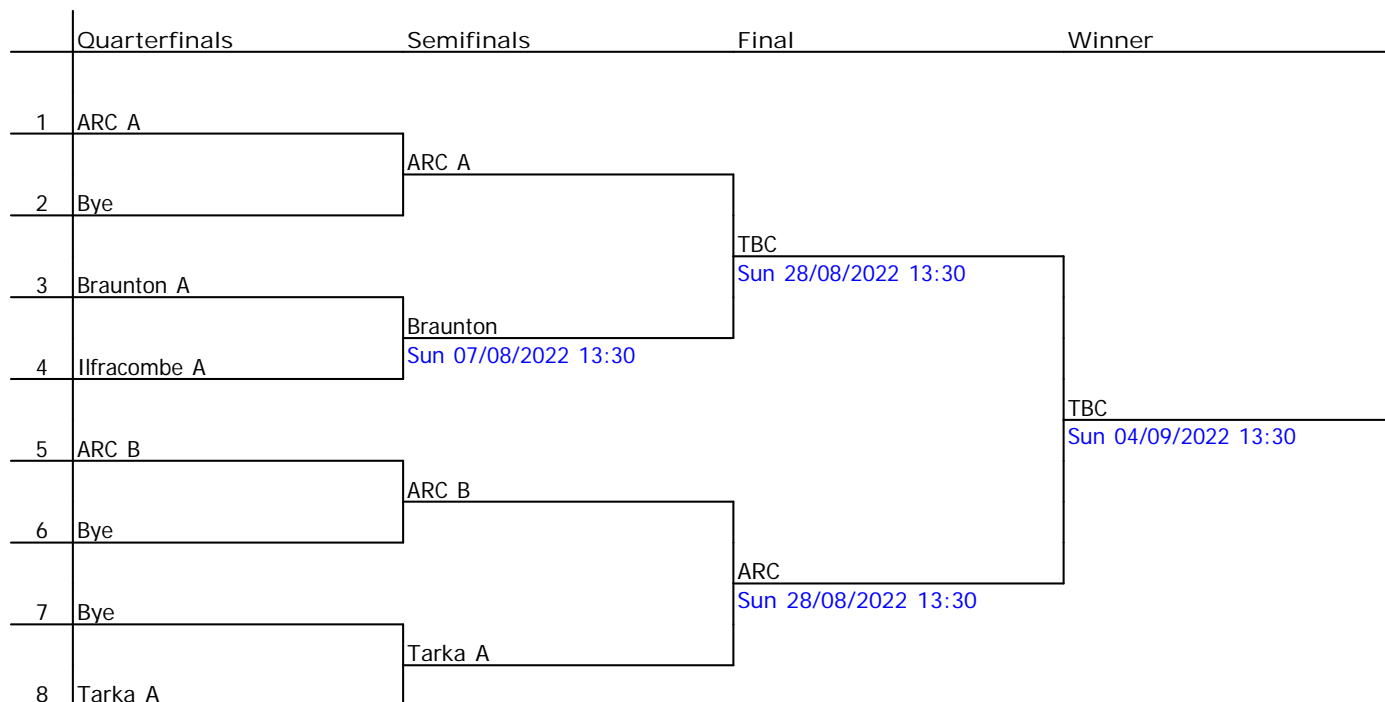 Quarterfinals Semifinals Final Winner
1 ARC A
ARC A
2 Bye
TBC
Sun 28/08/2022 13:30
3 Braunton A
Braunton
Sun 07/08/2022 13:30
4 Ilfracombe A
TBC
Sun 04/09/2022 13:30
5 ARC B
ARC B
6 Bye
ARC
Sun 28/08/2022 13:30
7 Bye
Tarka A
8 Tarka A